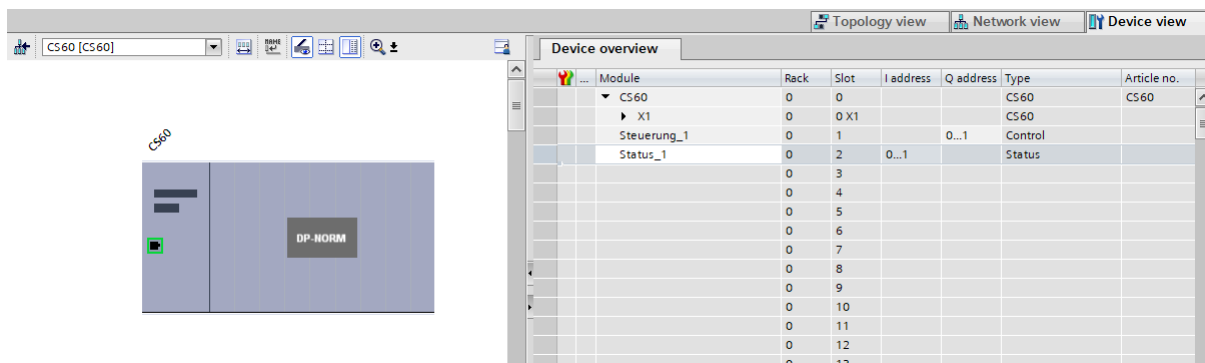 Topology view Network view Device view
CS60 [CS60] NAME
Device overview
... Module Rack Slot I address Q address Type Article no.
CS60 0 0 CS60 CS60
X1 0 0 X1 CS60
Steuerung_1 0 1 0...1 Control
Status_1 0 2 0...1 Status
0 3
0 4
0 5
0 6
0 7
0 8
0 9
0 10
0 11
0 12
CS60
DP-NORM